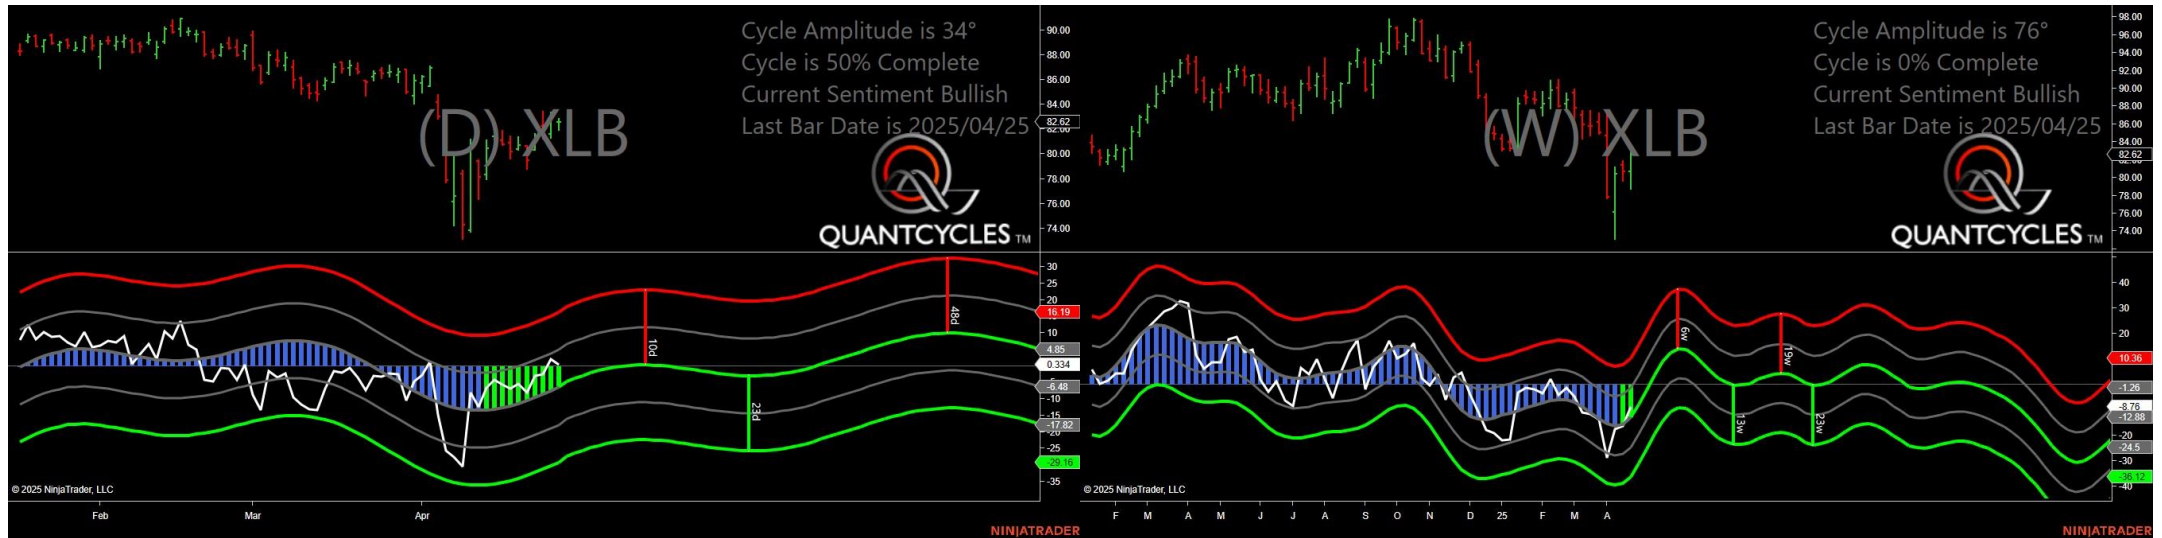 Cycle Amplitude is 34°
Cycle is 50% Complete
Current Sentiment Bullish
Last Bar Date is 2025/04/25
(D) XLB
QUANTCYCLES TM
90.00
88.00
86.00
84.00
82.62
82.00
80.00
78.00
76.00
74.00
30
25
20
16.19
10
4.85
0.334
-6.48
-10
-15
-17.82
-20
-25
-29.16
-35
10d
23d
48d
© 2025 NinjaTrader, LLC
Feb Mar Apr
NINJATRADER
Cycle Amplitude is 76°
Cycle is 0% Complete
Current Sentiment Bullish
Last Bar Date is 2025/04/25
(W) XLB
QUANTCYCLES TM
98.00
96.00
94.00
92.00
90.00
88.00
86.00
84.00
82.62
80.00
78.00
76.00
74.00
40
30
20
10.36
-1.26
-8.76
-12.88
-20
-24.5
-30
-36.12
-40
6w
13w
19w
23w
© 2025 NinjaTrader, LLC
F M A M J J A S O N D 25 F M A
NINJATRADER